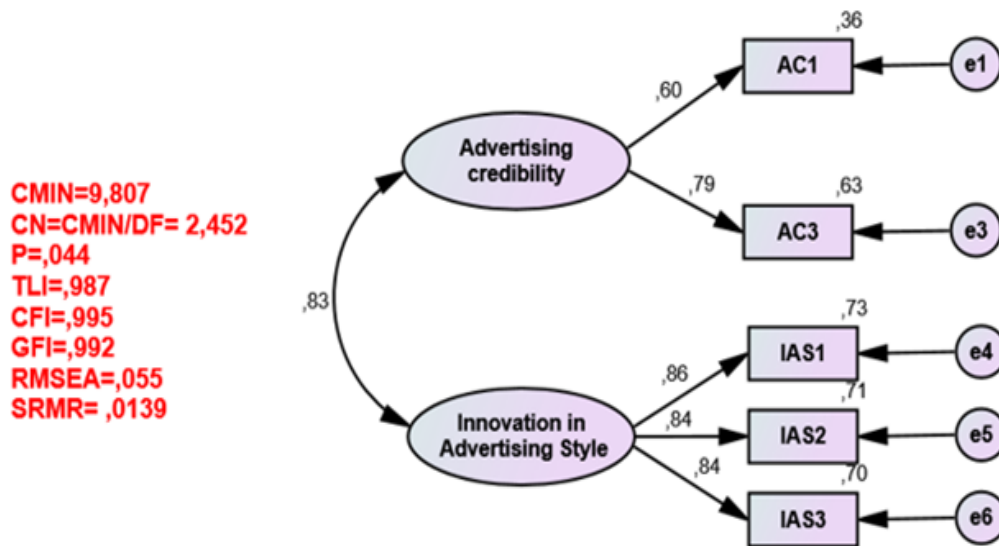 CMIN=9,807
CN=CMIN/DF= 2,452
P=,044
TLI=,987
CFI=,995
GFI=,992
RMSEA=,055
SRMR= ,0139
,83
Advertising
credibility
Innovation in
Advertising Style
,60
,79
,86
,84
,84
,36
AC1
e1
,63
AC3
e3
,73
IAS1
e4
,71
IAS2
e5
,70
IAS3
e6